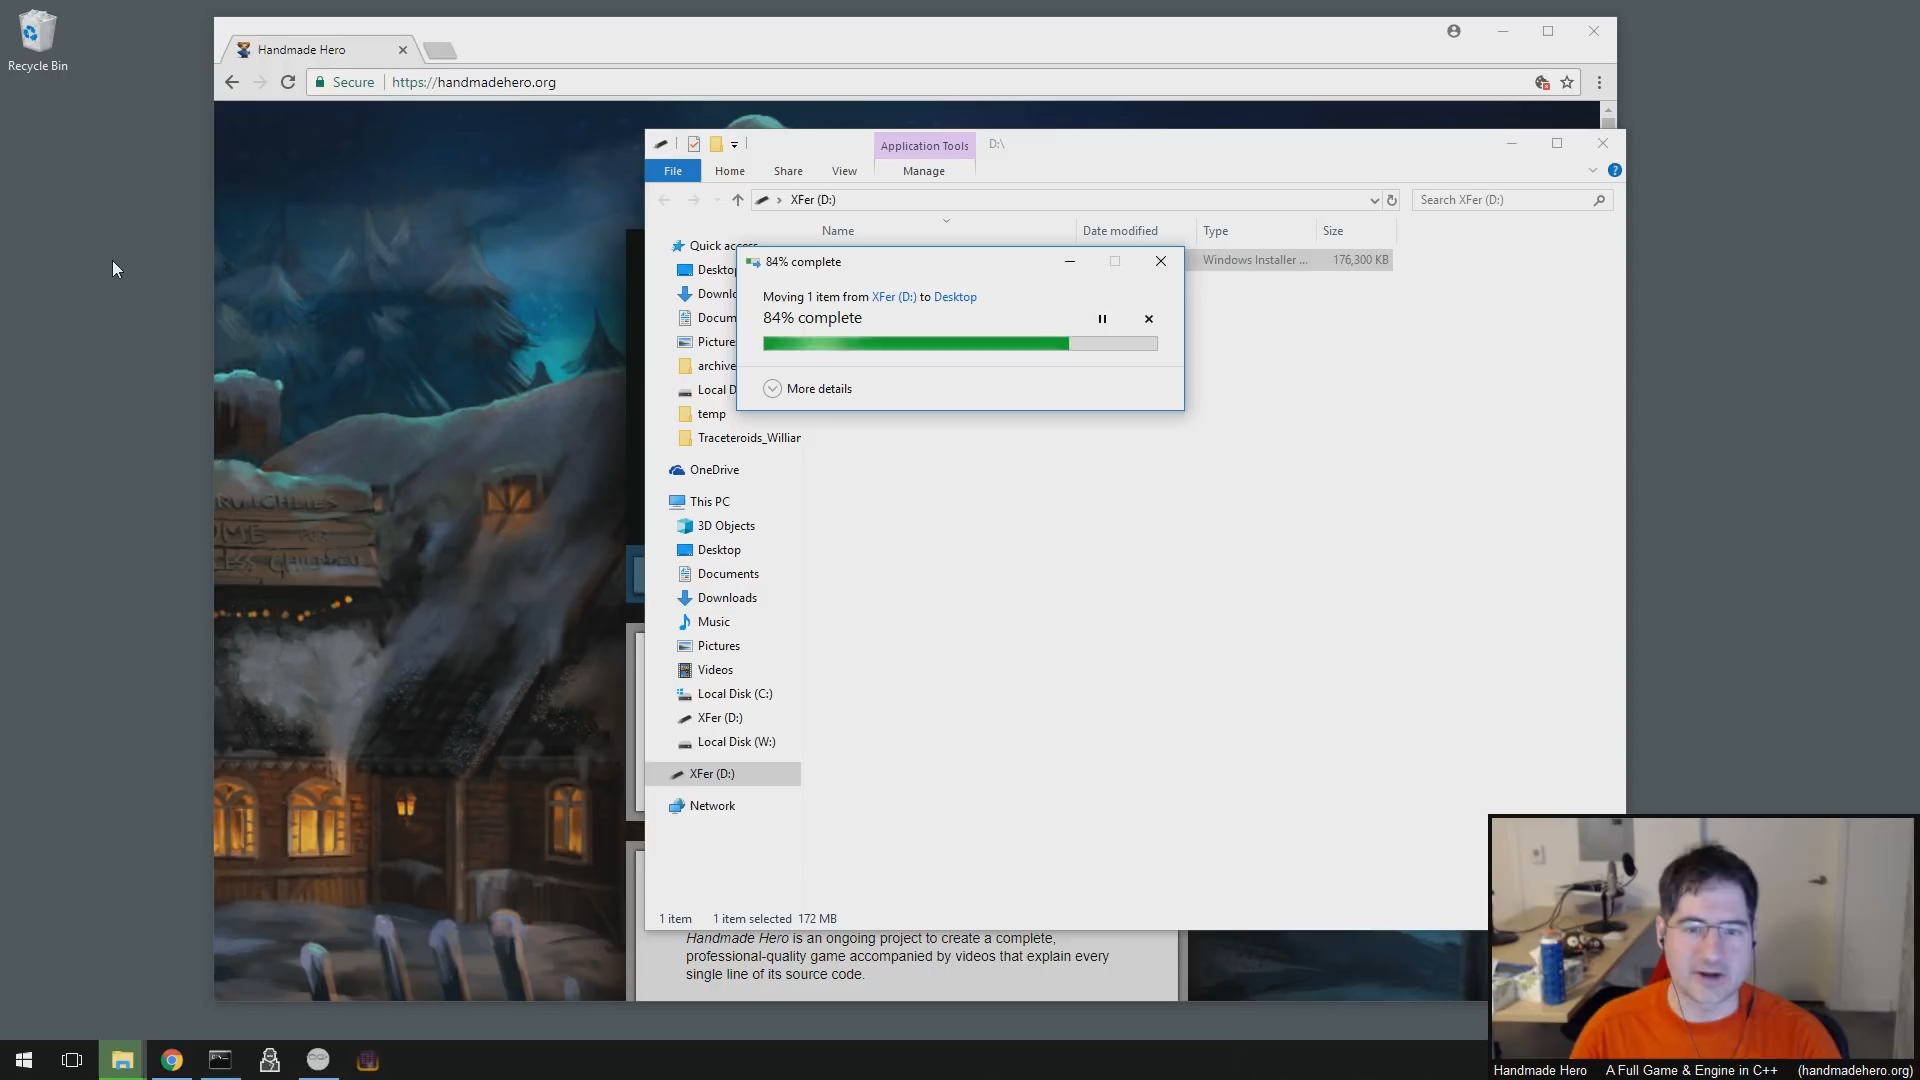 Recycle Bin
Handmade Hero
Secure
https://handmadehero.org
Application Tools
D:\
File
Home
Share
View
Manage
XFer (D:)
Search XFer (D:)
Name
Date modified
Type
Size
Quick access
Windows Installer ...
176,300 KB
84% complete
Moving 1 item from XFer (D:) to Desktop
84% complete
More details
Deskto
Downlo
Docum
Picture
archive
Local D
temp
Traceteroids_Williar
OneDrive
This PC
3D Objects
Desktop
Documents
Downloads
Music
Pictures
Videos
Local Disk (C:)
XFer (D:)
Local Disk (W:)
XFer (D:)
Network
1 item
1 item selected 172 MB
Handmade Hero is an ongoing project to create a complete,
professional-quality game accompanied by videos that explain every
single line of its source code.
Handmade Hero
A Full Game & Engine in C++
(handmadehero.org)